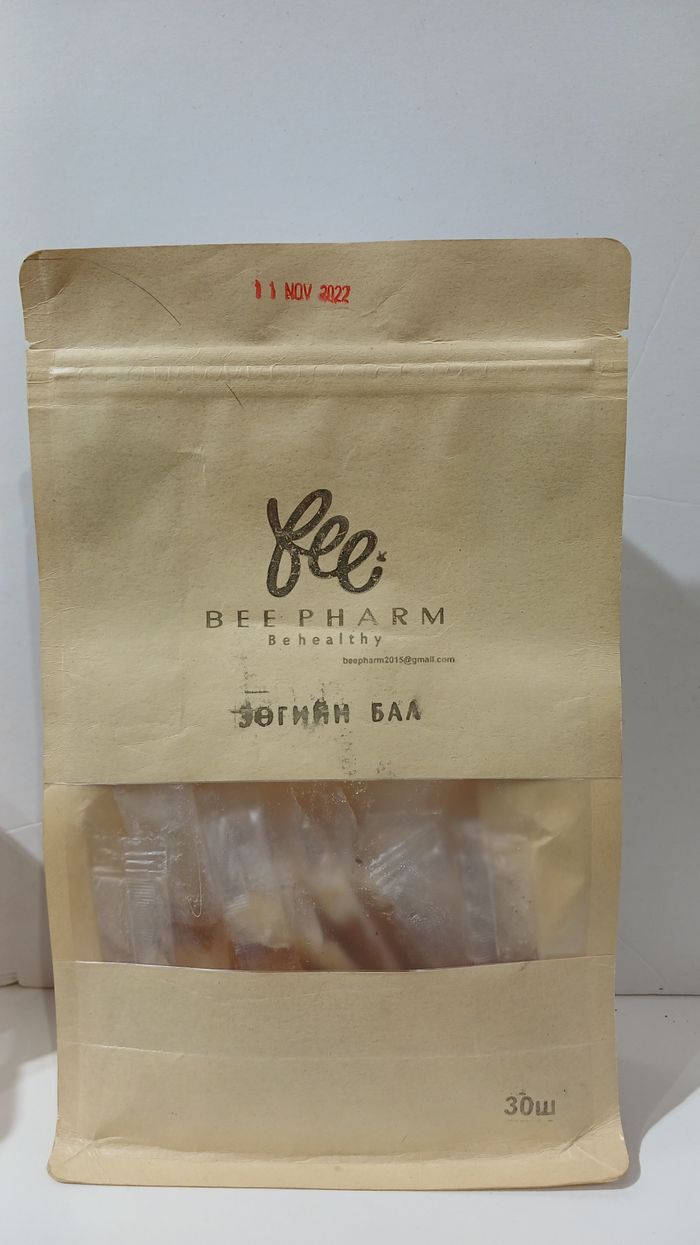 11 NOV 2022
Bee
BEE PHARM
Behealthy
beepharm2015@gmail.com
ЗӨГИЙН БАЛ
30ш